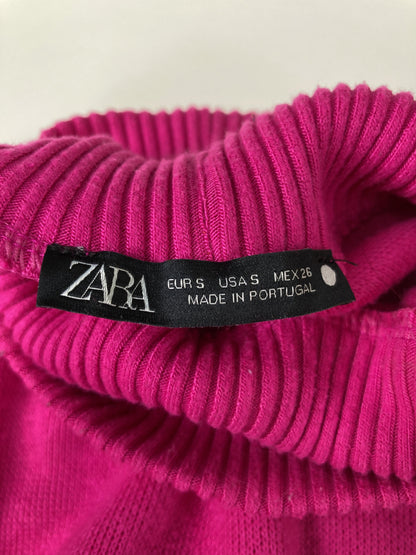 ZARA
EUR S USA S MEX 26
MADE IN PORTUGAL